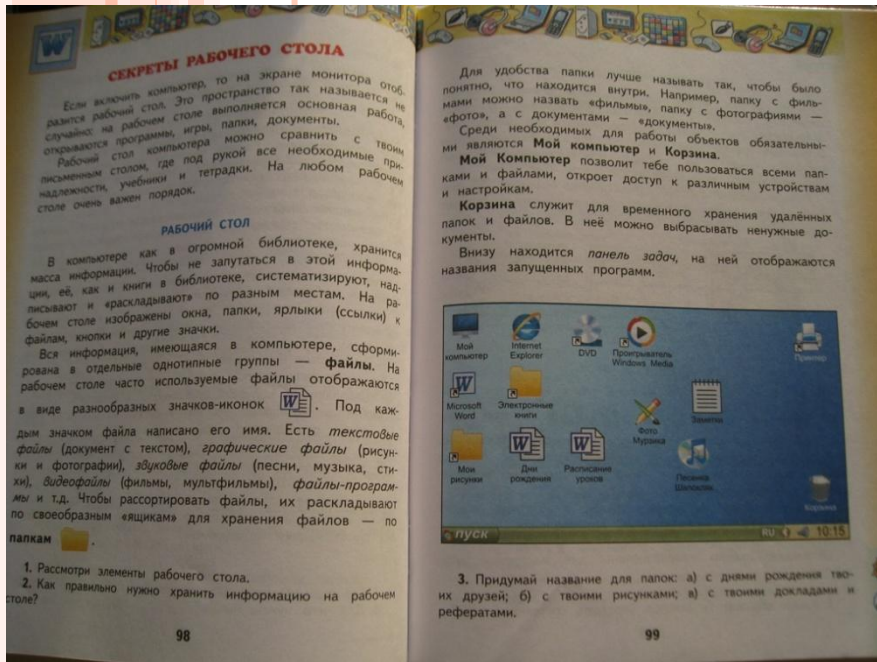 СЕКРЕТЫ РАБОЧЕГО СТОЛА
Если включить компьютер, то на экране монитора отоб-
разится рабочий стол. Это пространство так называется не
случайно: на рабочем столе выполняется основная работа,
открываются программы, игры, папки, документы.
Рабочий стол компьютера можно сравнить с твоим
письменным столом, где под рукой все необходимые при-
надлежности, учебники и тетрадки. На любом рабочем
столе очень важен порядок.
РАБОЧИЙ СТОЛ
В компьютере как в огромной библиотеке, хранится
масса информации. Чтобы не запутаться в этой информа-
ции, её, как и книги в библиотеке, систематизируют, над-
писывают и «раскладывают» по разным местам. На ра-
бочем столе изображены окна, папки, ярлыки (ссылки) к
файлам, кнопки и другие значки.
Вся информация, имеющаяся в компьютере, сформи-
рована в отдельные однотипные группы — файлы. На
рабочем столе часто используемые файлы отображаются
в виде разнообразных значков-иконок W. Под каж-
дым значком файла написано его имя. Есть текстовые
файлы (документ с текстом), графические файлы (рисун-
ки и фотографии), звуковые файлы (песни, музыка, сти-
хи), видеофайлы (фильмы, мультфильмы), файлы-програм-
мы и т.д. Чтобы рассортировать файлы, их раскладывают
по своеобразным «ящикам» для хранения файлов — по
папкам .
1. Рассмотри элементы рабочего стола.
2. Как правильно нужно хранить информацию на рабочем
столе?
98
Для удобства папки лучше называть так, чтобы было
понятно, что находится внутри. Например, папку с филь-
мами можно назвать «фильмы», папку с фотографиями —
«фото», а с документами — «документы».
Среди необходимых для работы объектов обязательны-
ми являются Мой компьютер и Корзина.
Мой Компьютер позволит тебе пользоваться всеми пап-
ками и файлами, откроет доступ к различным устройствам
и настройкам.
Корзина служит для временного хранения удалённых
папок и файлов. В неё можно выбрасывать ненужные до-
кументы.
Внизу находится панель задач, на ней отображаются
названия запущенных программ.
Мой
компьютер
Internet
Explorer
DVD
Проигрыватель
Windows Media
Принтер
Microsoft
Word
Электронные
книги
Фото
Мурзика
Заметки
Мои
рисунки
Дни
рождения
Расписание
уроков
Песенка
Шапокляк
Корзина
пуск
RU
10:15
3. Придумай название для папок: а) с днями рождения тво-
их друзей; б) с твоими рисунками; в) с твоими докладами и
рефератами.
99